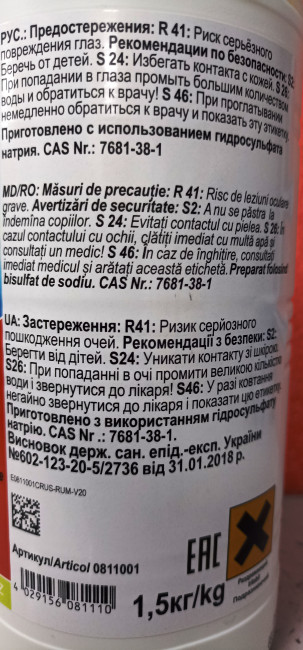 РУС.: Предостережения: R 41: Риск серьёзного
повреждения глаз. Рекомендации по безопасности: S2:
Беречь от детей. S 24: Избегать контакта с кожей. S 26:
При попадании в глаза промыть большим количеством
воды и обратиться к врачу! S 46: При проглатывании
немедленно обратиться к врачу и показать эту этикетку.
Приготовлено с использованием гидросульфата
натрия. CAS Nr.: 7681-38-1
MD/RO: Măsuri de precauție: R 41: Risc de leziuni oculare
grave. Avertizări de securitate: S2: A nu se păstra la
îndemîna copiilor. S 24: Evitați contactul cu pielea. S 26: În
cazul contactului cu ochii, clătiți imediat cu multă apă și
consultați un medic! S 46: În caz de înghițire, consultați
imediat medicul și arătați această etichetă. Preparat folosind
bisulfat de sodiu. CAS Nr.: 7681-38-1
UA: Застереження: R41: Ризик серйозного
пошкодження очей. Рекомендації з безпеки: S2:
Берегти від дітей. S24: Уникати контакту зі шкірою.
S26: При попаданні в очі промити великою кількістю
води і звернутися до лікаря! S46: У разі ковтання
негайно звернутися до лікаря і показати цю етикетку.
Приготовлено з використанням гідросульфату
натрію. CAS Nr.: 7681-38-1.
Висновок держ. сан. епід.-експ. України
№602-123-20-5/2736 від 31.01.2018 р.
E0811001CRUS-RUM-V20
Артикул/Articol 0811001
4 029156 081110
EAC
1,5кг/kg